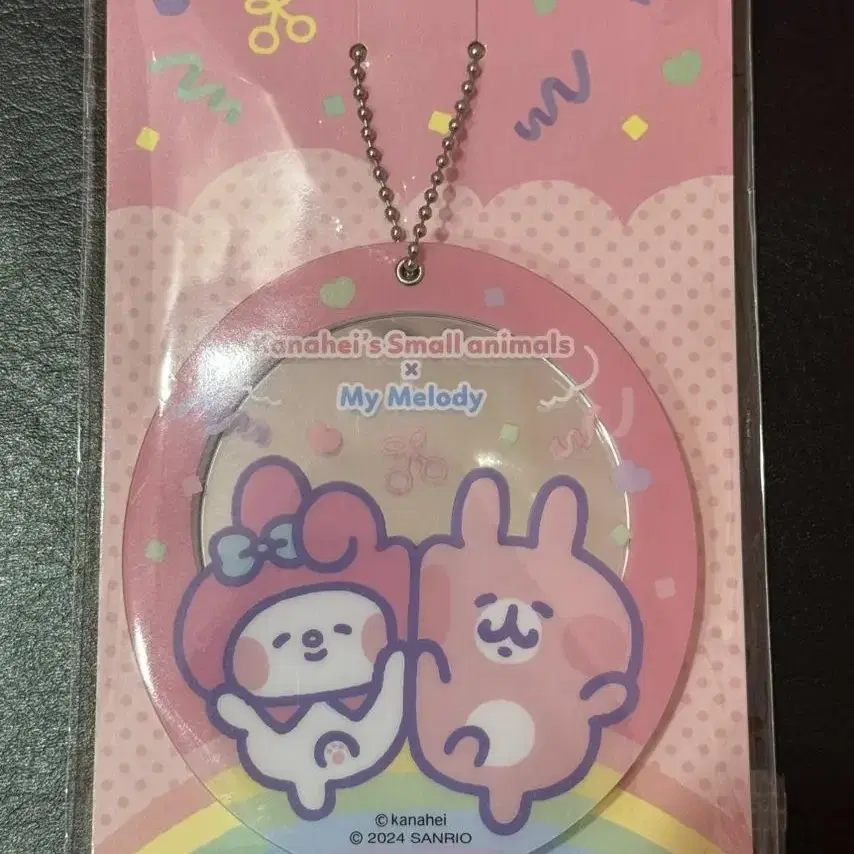 Kanahei's Small animals
×
My Melody
©kanahei
© 2024 SANRIO